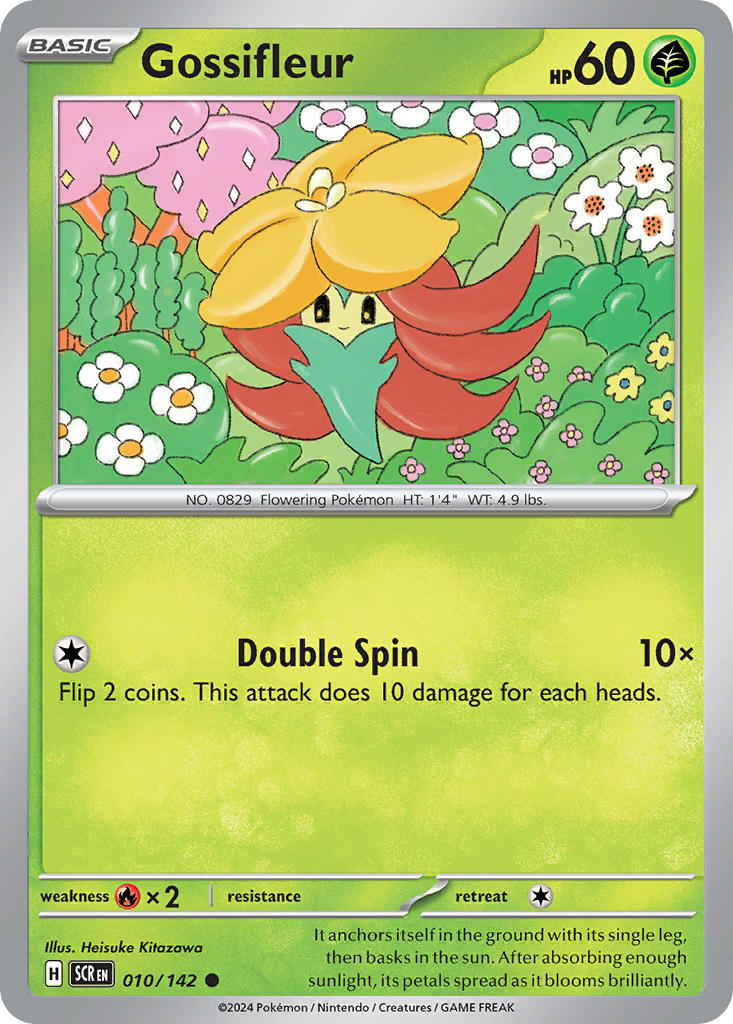 BASIC
Gossifleur
HP60
NO. 0829 Flowering Pokémon HT: 1'4" WT: 4.9 lbs.
Double Spin 10×
Flip 2 coins. This attack does 10 damage for each heads.
weakness ×2 resistance retreat
Illus. Heisuke Kitazawa
It anchors itself in the ground with its single leg,
then basks in the sun. After absorbing enough
sunlight, its petals spread as it blooms brilliantly.
H SCR EN 010/142
©2024 Pokémon / Nintendo / Creatures / GAME FREAK